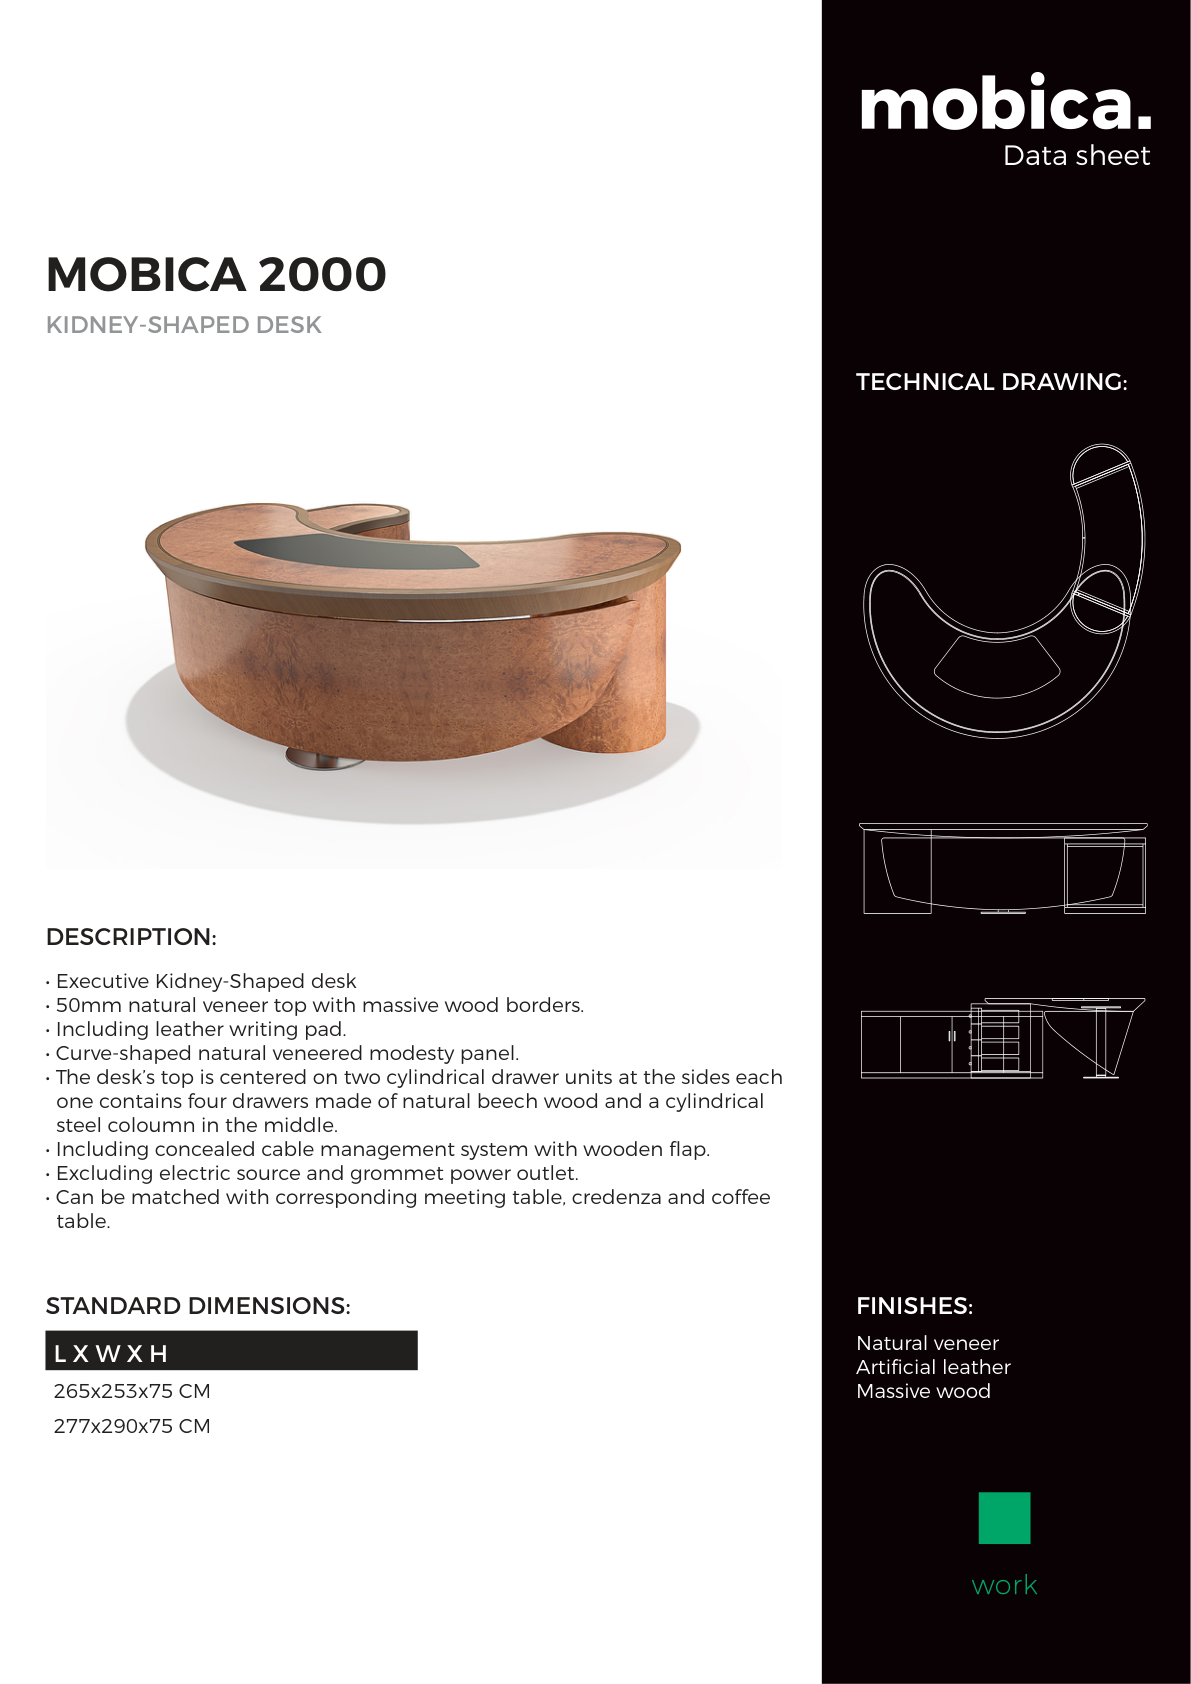 mobica.
Data sheet
MOBICA 2000
KIDNEY-SHAPED DESK
TECHNICAL DRAWING:
DESCRIPTION:
• Executive Kidney-Shaped desk
• 50mm natural veneer top with massive wood borders.
• Including leather writing pad.
• Curve-shaped natural veneered modesty panel.
• The desk’s top is centered on two cylindrical drawer units at the sides each
one contains four drawers made of natural beech wood and a cylindrical
steel coloumn in the middle.
• Including concealed cable management system with wooden flap.
• Excluding electric source and grommet power outlet.
• Can be matched with corresponding meeting table, credenza and coffee
table.
STANDARD DIMENSIONS:
L X W X H
265x253x75 CM
277x290x75 CM
FINISHES:
Natural veneer
Artificial leather
Massive wood
work